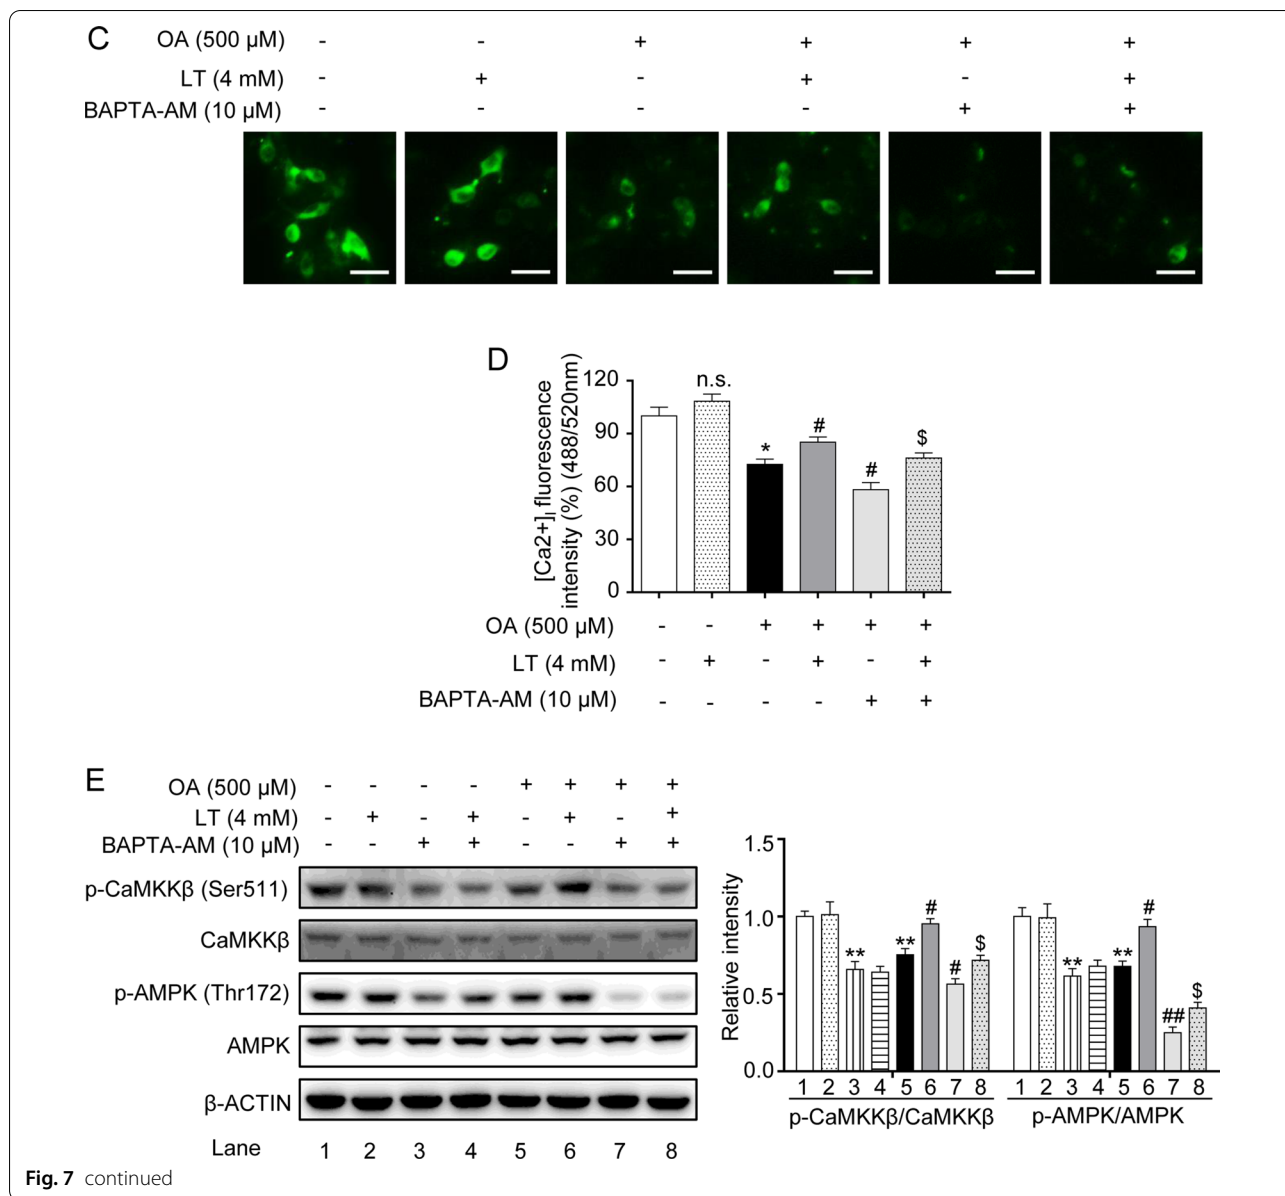 C
OA (500 µM) - - + + + +
LT (4 mM) - + - + - +
BAPTA-AM (10 µM) - - - - + +
D
[Ca2+]I fluorescence
intensity (%) (488/520nm)
120
90
60
30
0
n.s.
*
#
#
$
OA (500 µM) - - + + + +
LT (4 mM) - + - + - +
BAPTA-AM (10 µM) - - - - + +
E
OA (500 µM) - - - - + + + +
LT (4 mM) - + - + - + - +
BAPTA-AM (10 µM) - - + + - - + +
p-CaMKKβ (Ser511)
CaMKKβ
p-AMPK (Thr172)
AMPK
β-ACTIN
Lane 1 2 3 4 5 6 7 8
Relative intensity
1.5
1.0
0.5
0.0
** ** # # $
** ** # ## $
1 2 3 4 5 6 7 8 1 2 3 4 5 6 7 8
p-CaMKKβ/CaMKKβ p-AMPK/AMPK
Fig. 7 continued